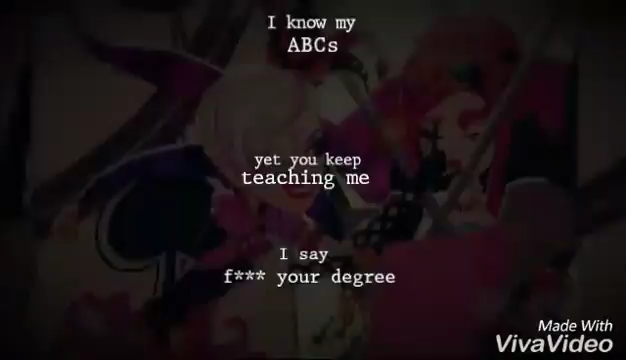 I know my
ABCs
yet you keep
teaching me
I say
f*** your degree
Made With
VivaVideo